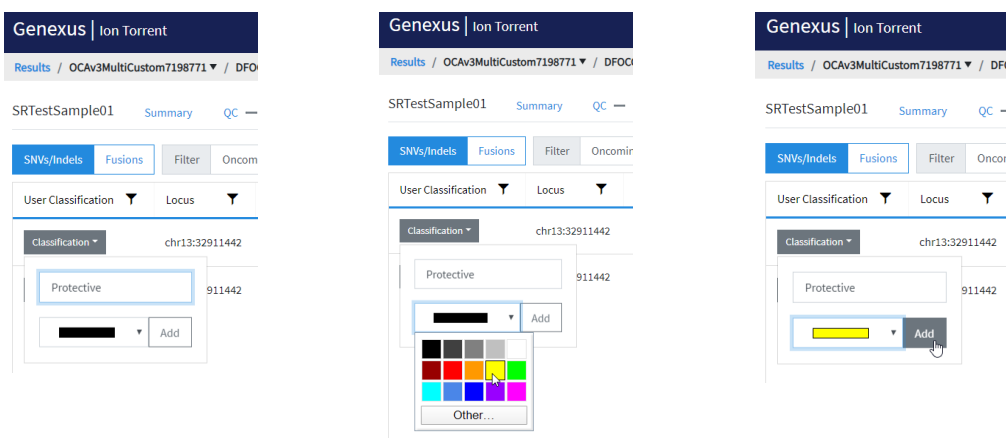 Genexus | Ion Torrent
Results / OCAv3MultiCustom7198771 ▼ / DFO
SRTestSample01 Summary QC
SNVs/Indels Fusions Filter Oncom
User Classification Locus
Classification chr13:32911442
Protective 911442
Add
Genexus | Ion Torrent
Results / OCAv3MultiCustom7198771 ▼ / DFOC
SRTestSample01 Summary QC
SNVs/Indels Fusions Filter Oncomin
User Classification Locus
Classification chr13:32911442
Protective 911442
Add
Other...
Genexus | Ion Torrent
Results / OCAv3MultiCustom7198771 ▼ / DF
SRTestSample01 Summary QC
SNVs/Indels Fusions Filter Oncor
User Classification Locus
Classification chr13:32911442
Protective 911442
Add